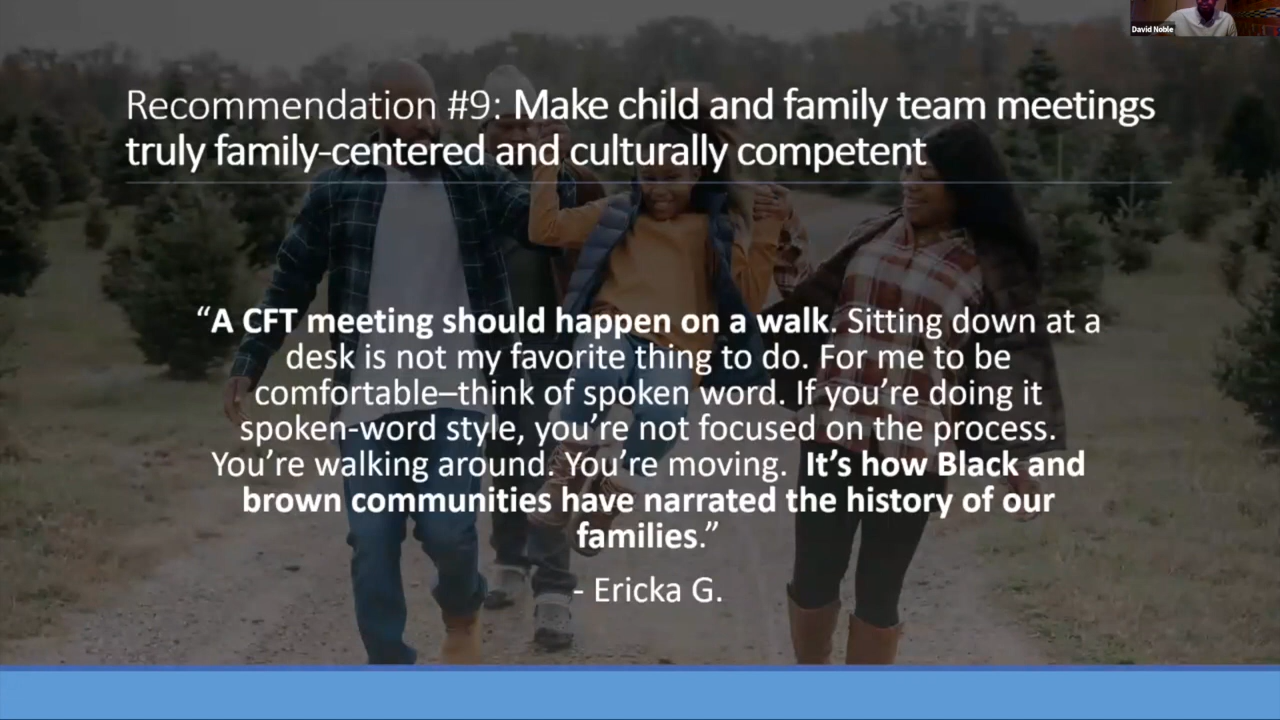 David Noble
Recommendation #9: Make child and family team meetings
truly family-centered and culturally competent
“A CFT meeting should happen on a walk. Sitting down at a
desk is not my favorite thing to do. For me to be
comfortable–think of spoken word. If you’re doing it
spoken-word style, you’re not focused on the process.
You’re walking around. You’re moving.  It’s how Black and
brown communities have narrated the history of our
families.”
- Ericka G.